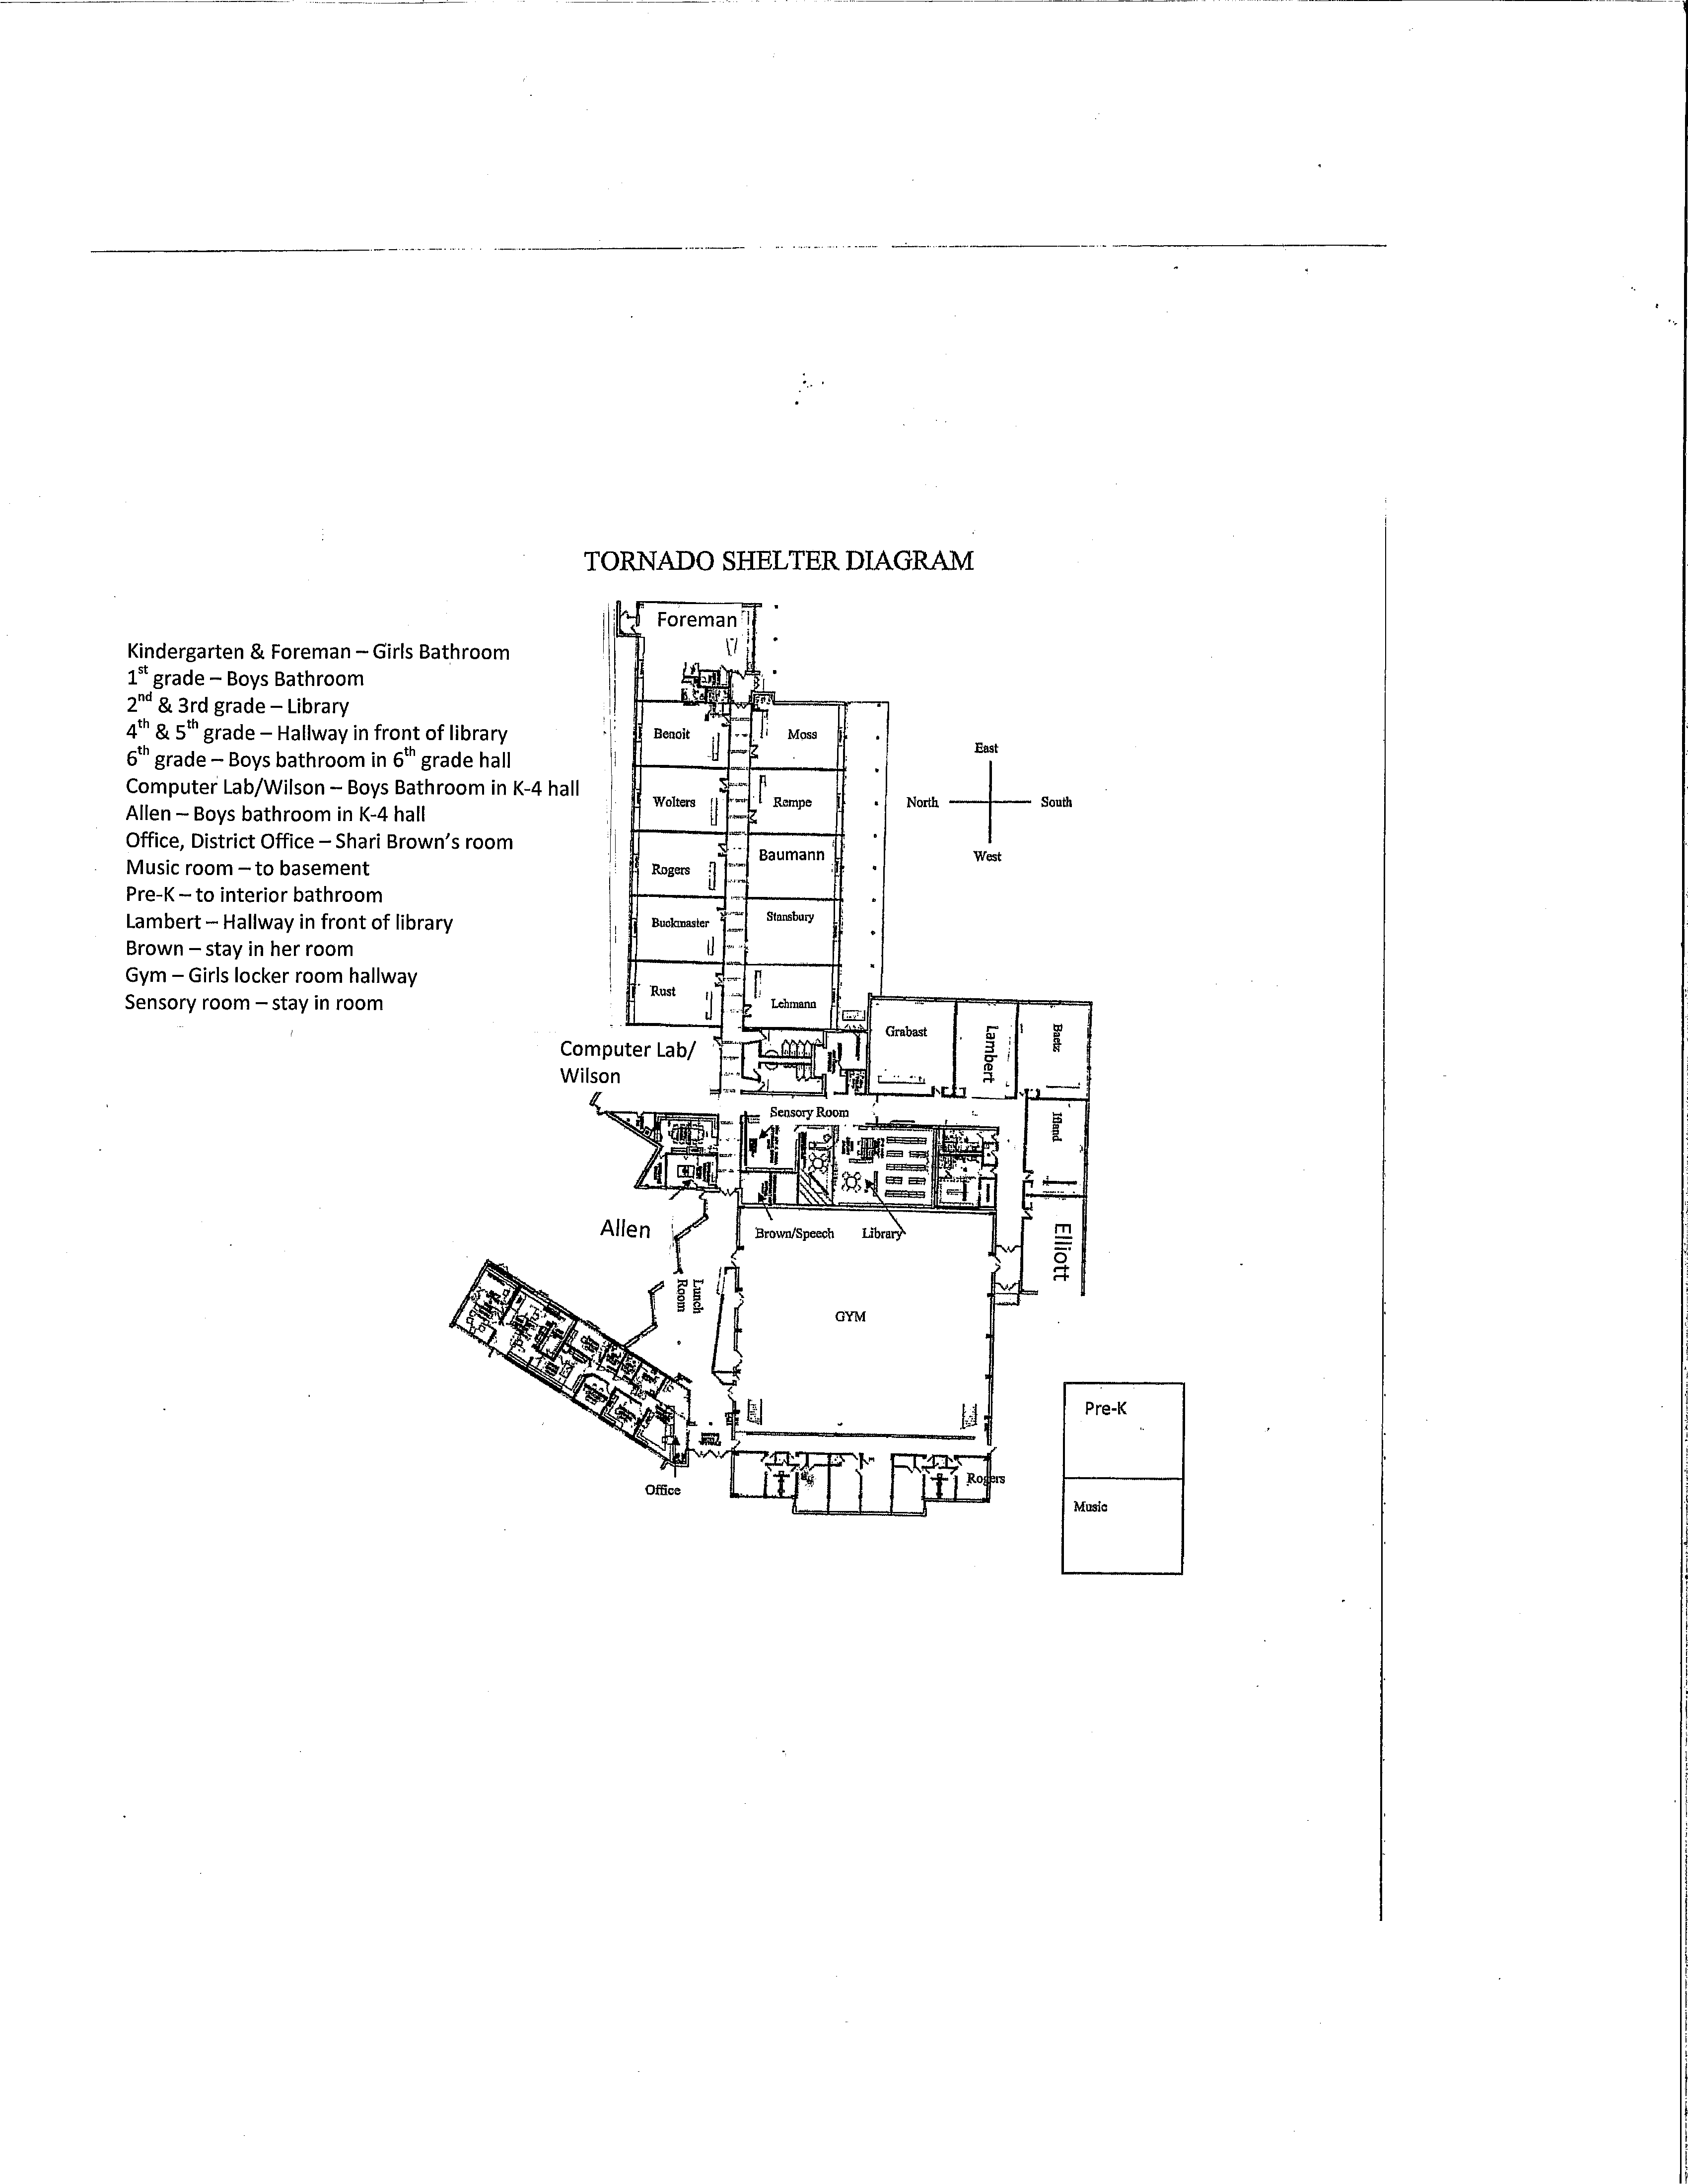 TORNADO SHELTER DIAGRAM
Kindergarten & Foreman – Girls Bathroom
1st grade – Boys Bathroom
2nd & 3rd grade – Library
4th & 5th grade – Hallway in front of library
6th grade – Boys bathroom in 6th grade hall
Computer Lab/Wilson – Boys Bathroom in K-4 hall
Allen – Boys bathroom in K-4 hall
Office, District Office – Shari Brown's room
Music room – to basement
Pre-K – to interior bathroom
Lambert – Hallway in front of library
Brown – stay in her room
Gym – Girls locker room hallway
Sensory room – stay in room
Foreman
Benoit
Moss
Wolters
Rempe
Rogers
Baumann
Buckmaster
Stansbury
Rust
Lehmann
East
North
South
West
Computer Lab/
Wilson
Grabast
Lambert
Baetz
Sensory Room
Ifland
Allen
Brown/Speech
Library
Elliott
Lunch
Room
GYM
Office
Rogers
Pre-K
Music